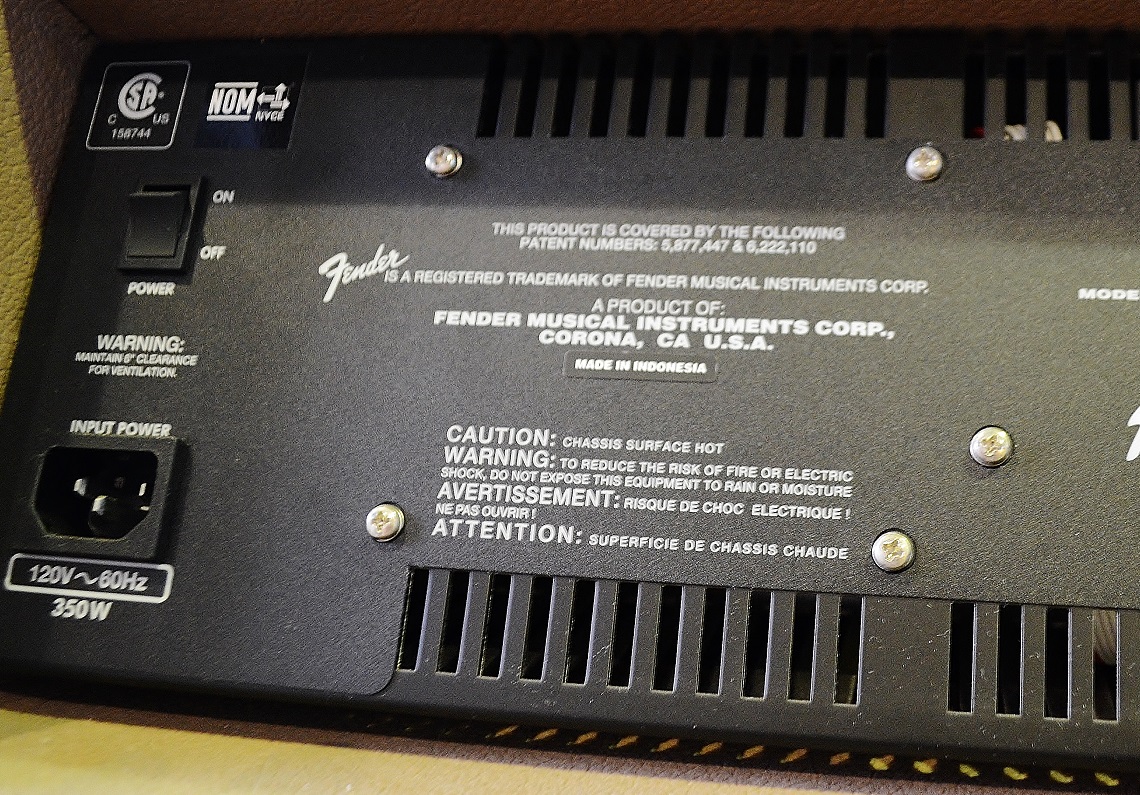 CSA
C US
158744
NOM
NYCE
ON
OFF
POWER
WARNING:
MAINTAIN 6" CLEARANCE
FOR VENTILATION.
INPUT POWER
120V~60Hz
350W
THIS PRODUCT IS COVERED BY THE FOLLOWING
PATENT NUMBERS: 5,877,447 & 6,222,110
Fender IS A REGISTERED TRADEMARK OF FENDER MUSICAL INSTRUMENTS CORP.
A PRODUCT OF:
FENDER MUSICAL INSTRUMENTS CORP.,
CORONA, CA U.S.A.
MADE IN INDONESIA
CAUTION: CHASSIS SURFACE HOT
WARNING: TO REDUCE THE RISK OF FIRE OR ELECTRIC
SHOCK, DO NOT EXPOSE THIS EQUIPMENT TO RAIN OR MOISTURE
AVERTISSEMENT: RISQUE DE CHOC ELECTRIQUE !
NE PAS OUVRIR !
ATTENTION: SUPERFICIE DE CHASSIS CHAUDE
MODE